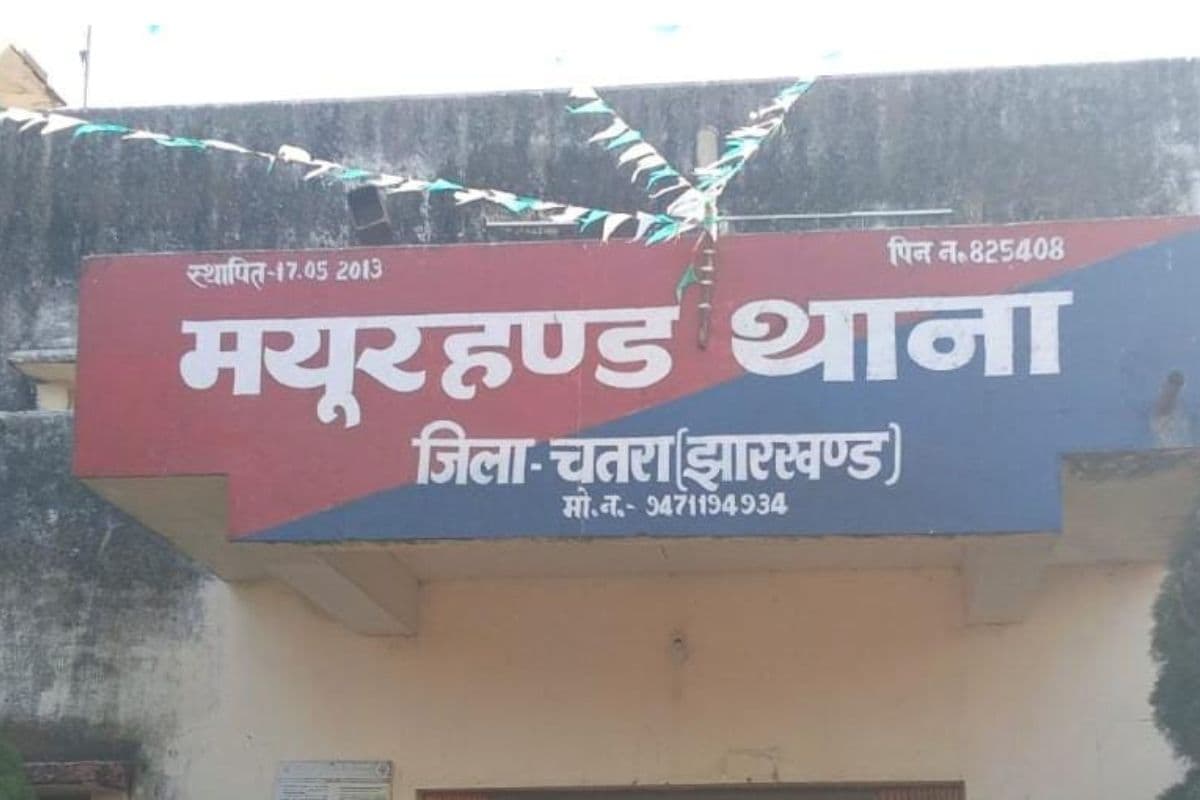 स्थापित-17.05 2013
पिन न.825408
मयूरहण्ड थाना
जिला-चतरा(झारखण्ड)
मो.न.- 9471194934